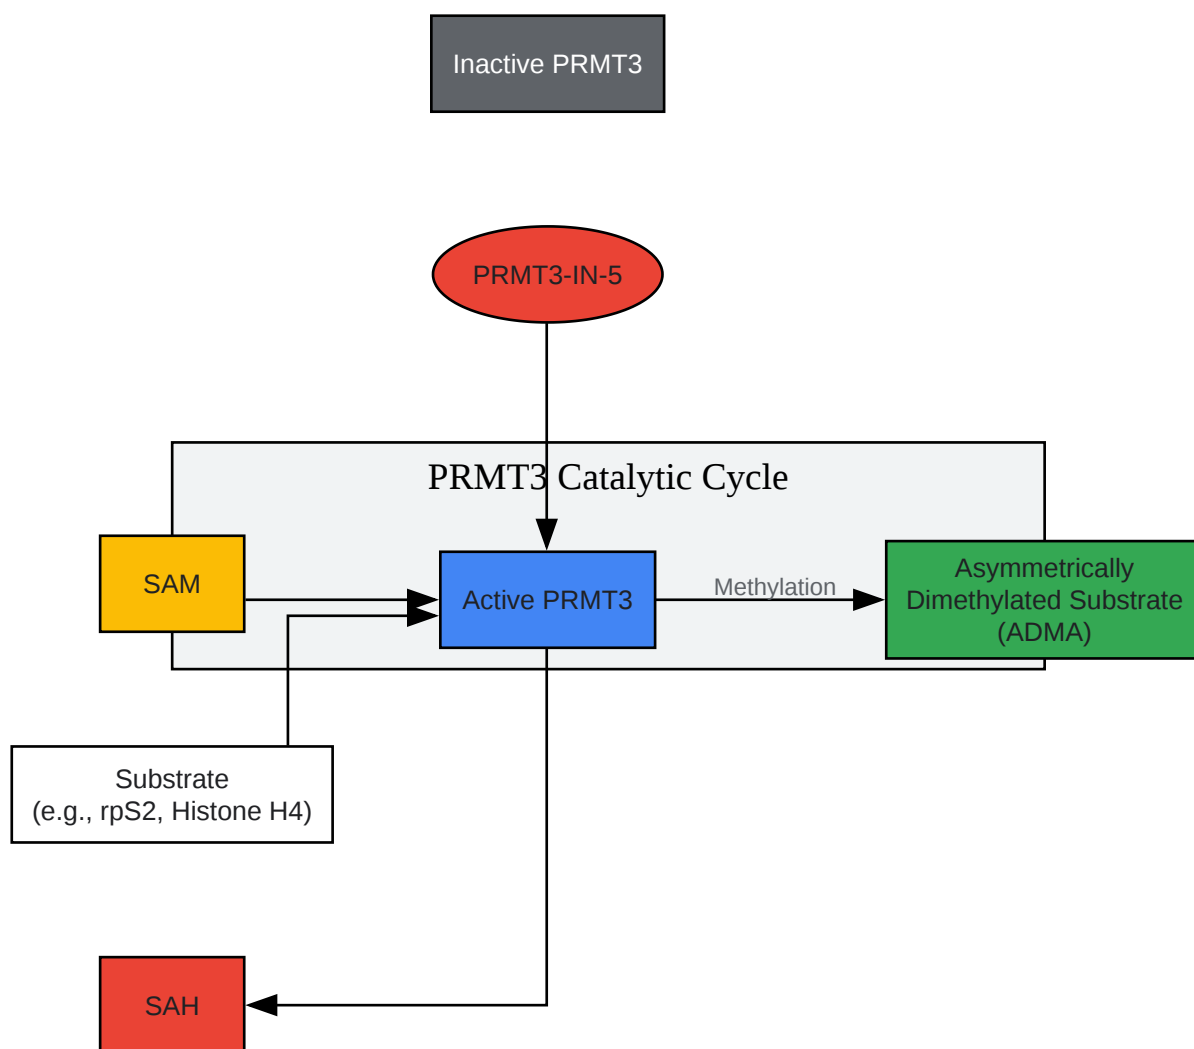 Inactive PRMT3
PRMT3-IN-5
PRMT3 Catalytic Cycle
SAM
Active PRMT3
Methylation
Asymmetrically
Dimethylated Substrate
(ADMA)
Substrate
(e.g., rpS2, Histone H4)
SAH